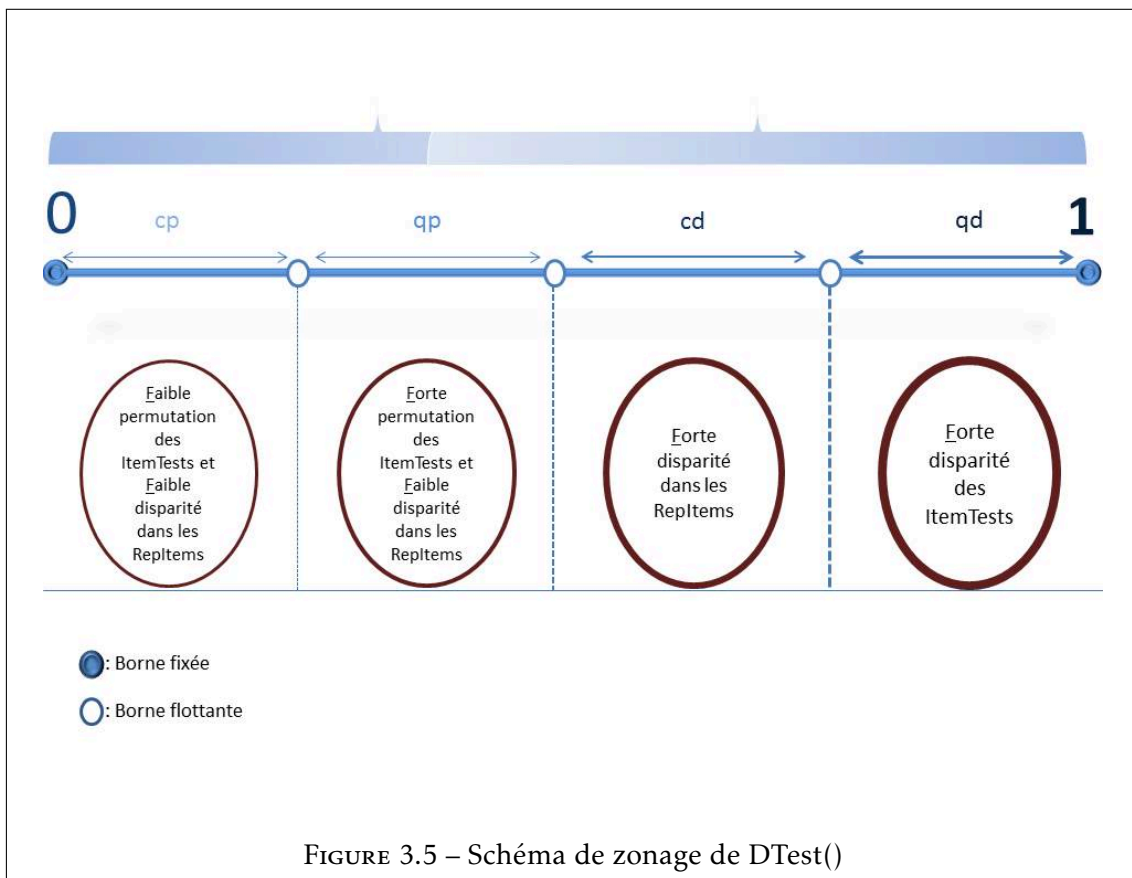 0 cp qp cd qd 1
Faible
permutation
des
ItemTests et
Faible
disparité
dans les
RepItems
Forte
permutation
des
ItemTests et
Faible
disparité
dans les
RepItems
Forte
disparité
dans les
RepItems
Forte
disparité
des
ItemTests
: Borne fixée
: Borne flottante
FIGURE 3.5 – Schéma de zonage de DTest()